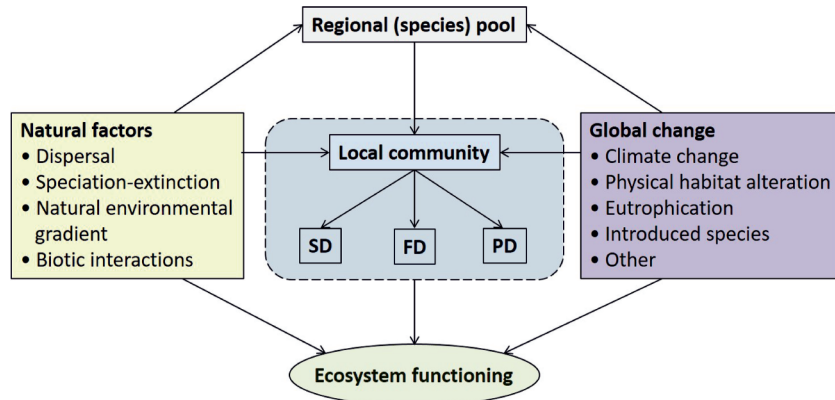 Regional (species) pool
Natural factors
• Dispersal
• Speciation-extinction
• Natural environmental
gradient
• Biotic interactions
Local community
SD
FD
PD
Global change
• Climate change
• Physical habitat alteration
• Eutrophication
• Introduced species
• Other
Ecosystem functioning